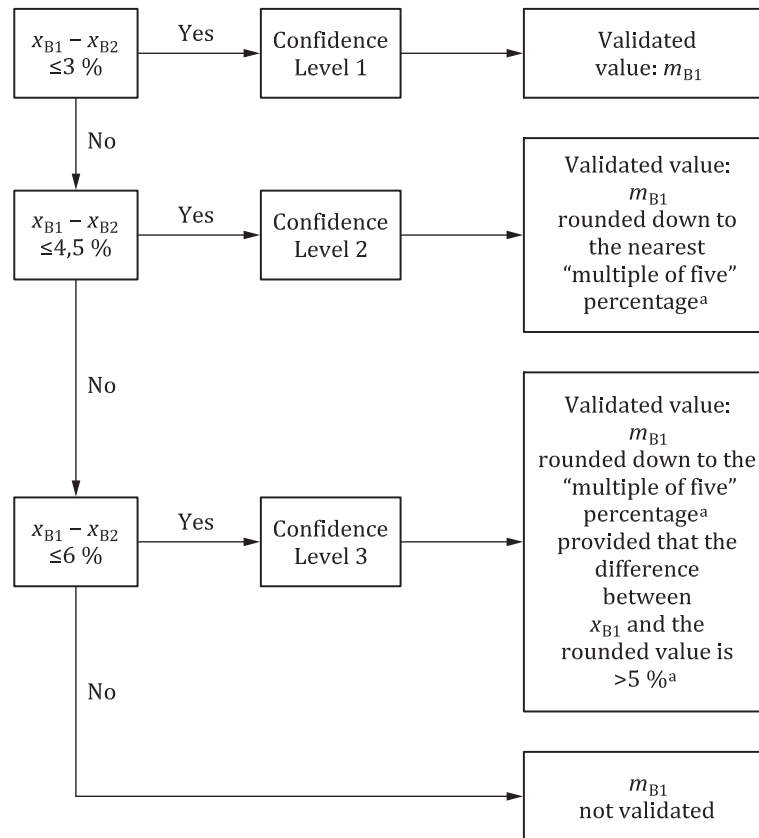 x_B1 – x_B2
≤3 %
Yes
Confidence
Level 1
Validated
value: m_B1
No
x_B1 – x_B2
≤4,5 %
Yes
Confidence
Level 2
Validated value:
m_B1
rounded down to
the nearest
“multiple of five”
percentageᵃ
No
x_B1 – x_B2
≤6 %
Yes
Confidence
Level 3
Validated value:
m_B1
rounded down to the
“multiple of five”
percentageᵃ
provided that the
difference
between
x_B1 and the
rounded value is
>5 %ᵃ
No
m_B1
not validated